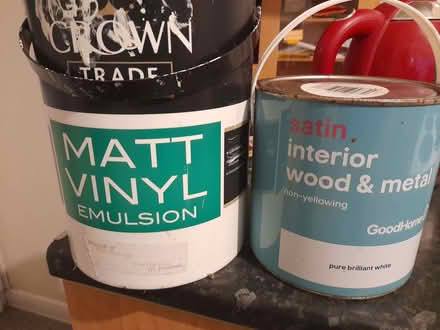 CROWN
TRADE
MATT
VINYL
EMULSION
satin
interior
wood & metal
non-yellowing
GoodHome
pure brilliant white